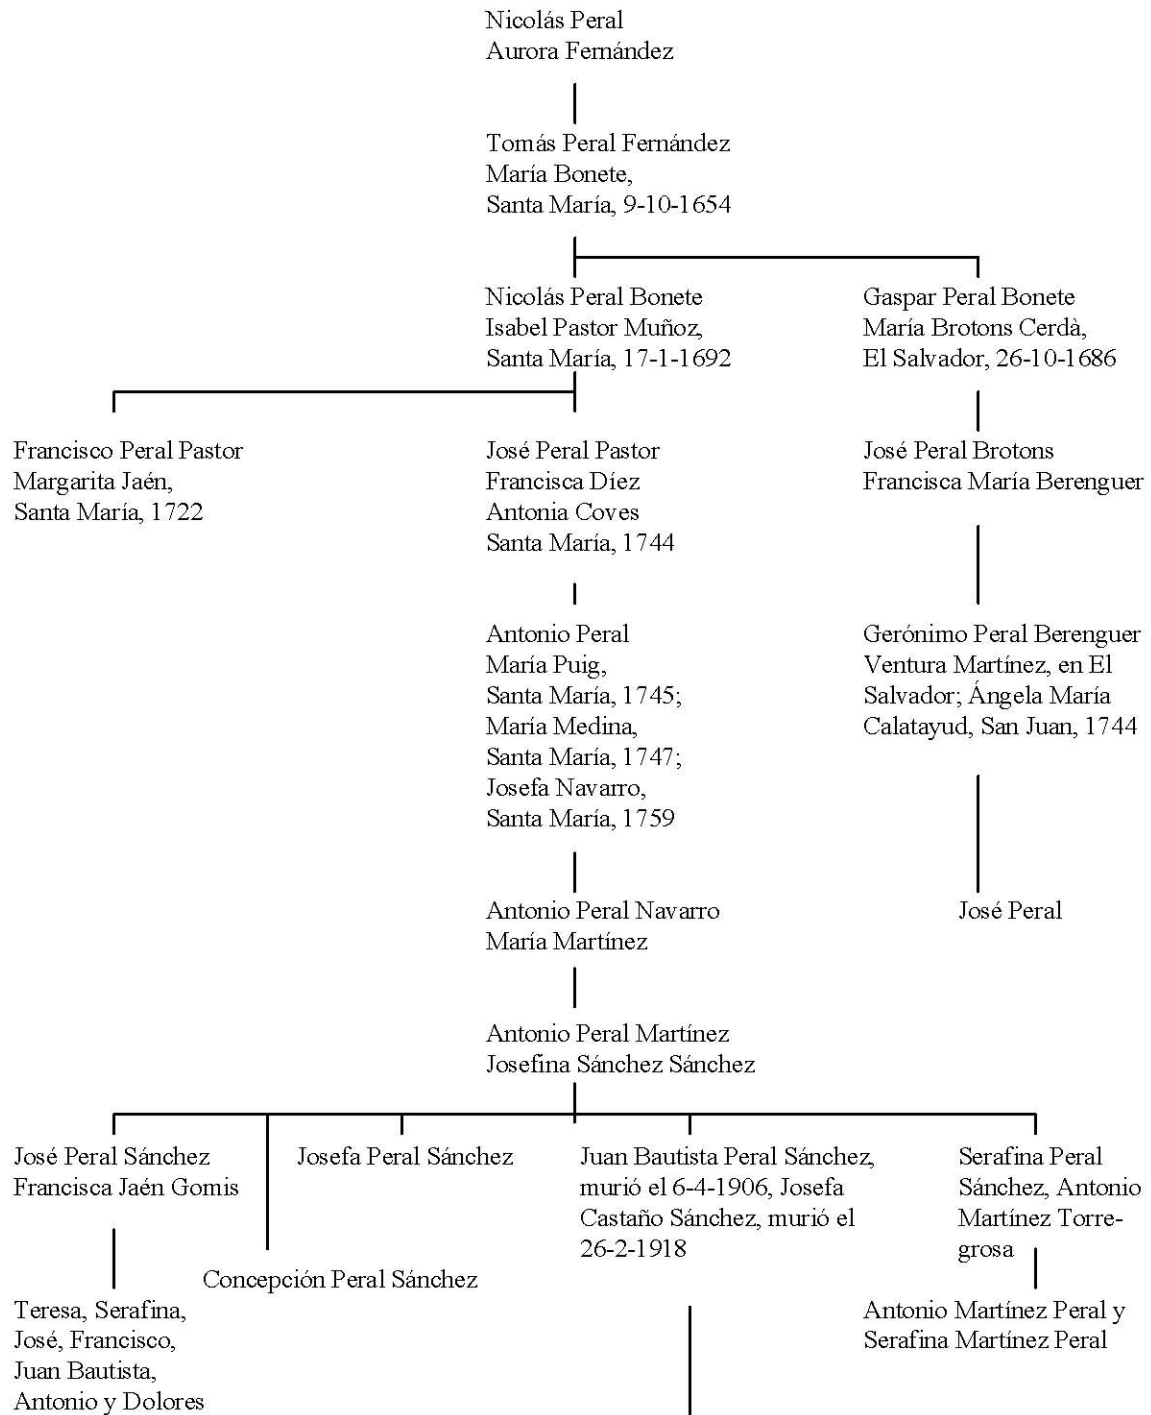 Nicolás Peral
Aurora Fernández
Tomás Peral Fernández
María Bonete,
Santa María, 9-10-1654
Nicolás Peral Bonete
Isabel Pastor Muñoz,
Santa María, 17-1-1692
Gaspar Peral Bonete
María Brotons Cerdà,
El Salvador, 26-10-1686
Francisco Peral Pastor
Margarita Jaén,
Santa María, 1722
José Peral Pastor
Francisca Díez
Antonia Coves
Santa María, 1744
José Peral Brotons
Francisca María Berenguer
Antonio Peral
María Puig,
Santa María, 1745;
María Medina,
Santa María, 1747;
Josefa Navarro,
Santa María, 1759
Gerónimo Peral Berenguer
Ventura Martínez, en El
Salvador; Ángela María
Calatayud, San Juan, 1744
Antonio Peral Navarro
María Martínez
José Peral
Antonio Peral Martínez
Josefina Sánchez Sánchez
José Peral Sánchez
Francisca Jaén Gomis
Josefa Peral Sánchez
Juan Bautista Peral Sánchez,
murió el 6-4-1906, Josefa
Castaño Sánchez, murió el
26-2-1918
Serafina Peral
Sánchez, Antonio
Martínez Torre-
grosa
Concepción Peral Sánchez
Teresa, Serafina,
José, Francisco,
Juan Bautista,
Antonio y Dolores
Antonio Martínez Peral y
Serafina Martínez Peral